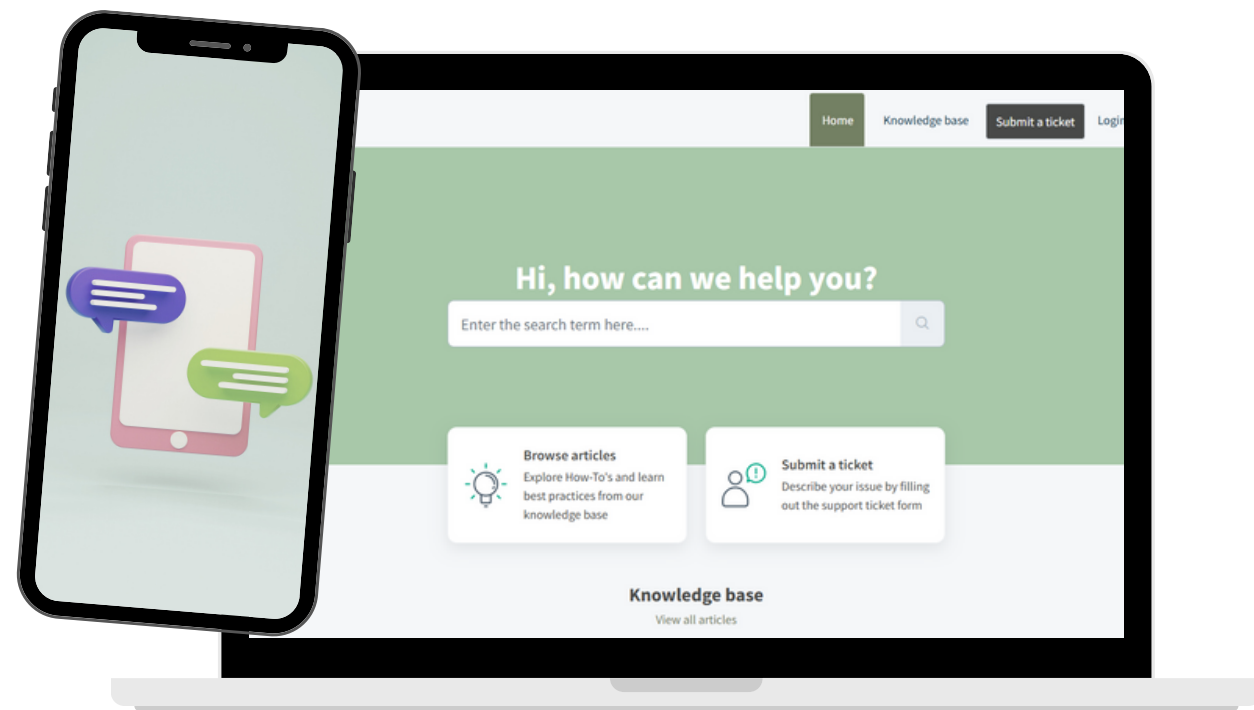 Home
Knowledge base
Submit a ticket
Login
Hi, how can we help you?
Enter the search term here....
Browse articles
Explore How-To's and learn
best practices from our
knowledge base
Submit a ticket
Describe your issue by filling
out the support ticket form
Knowledge base
View all articles